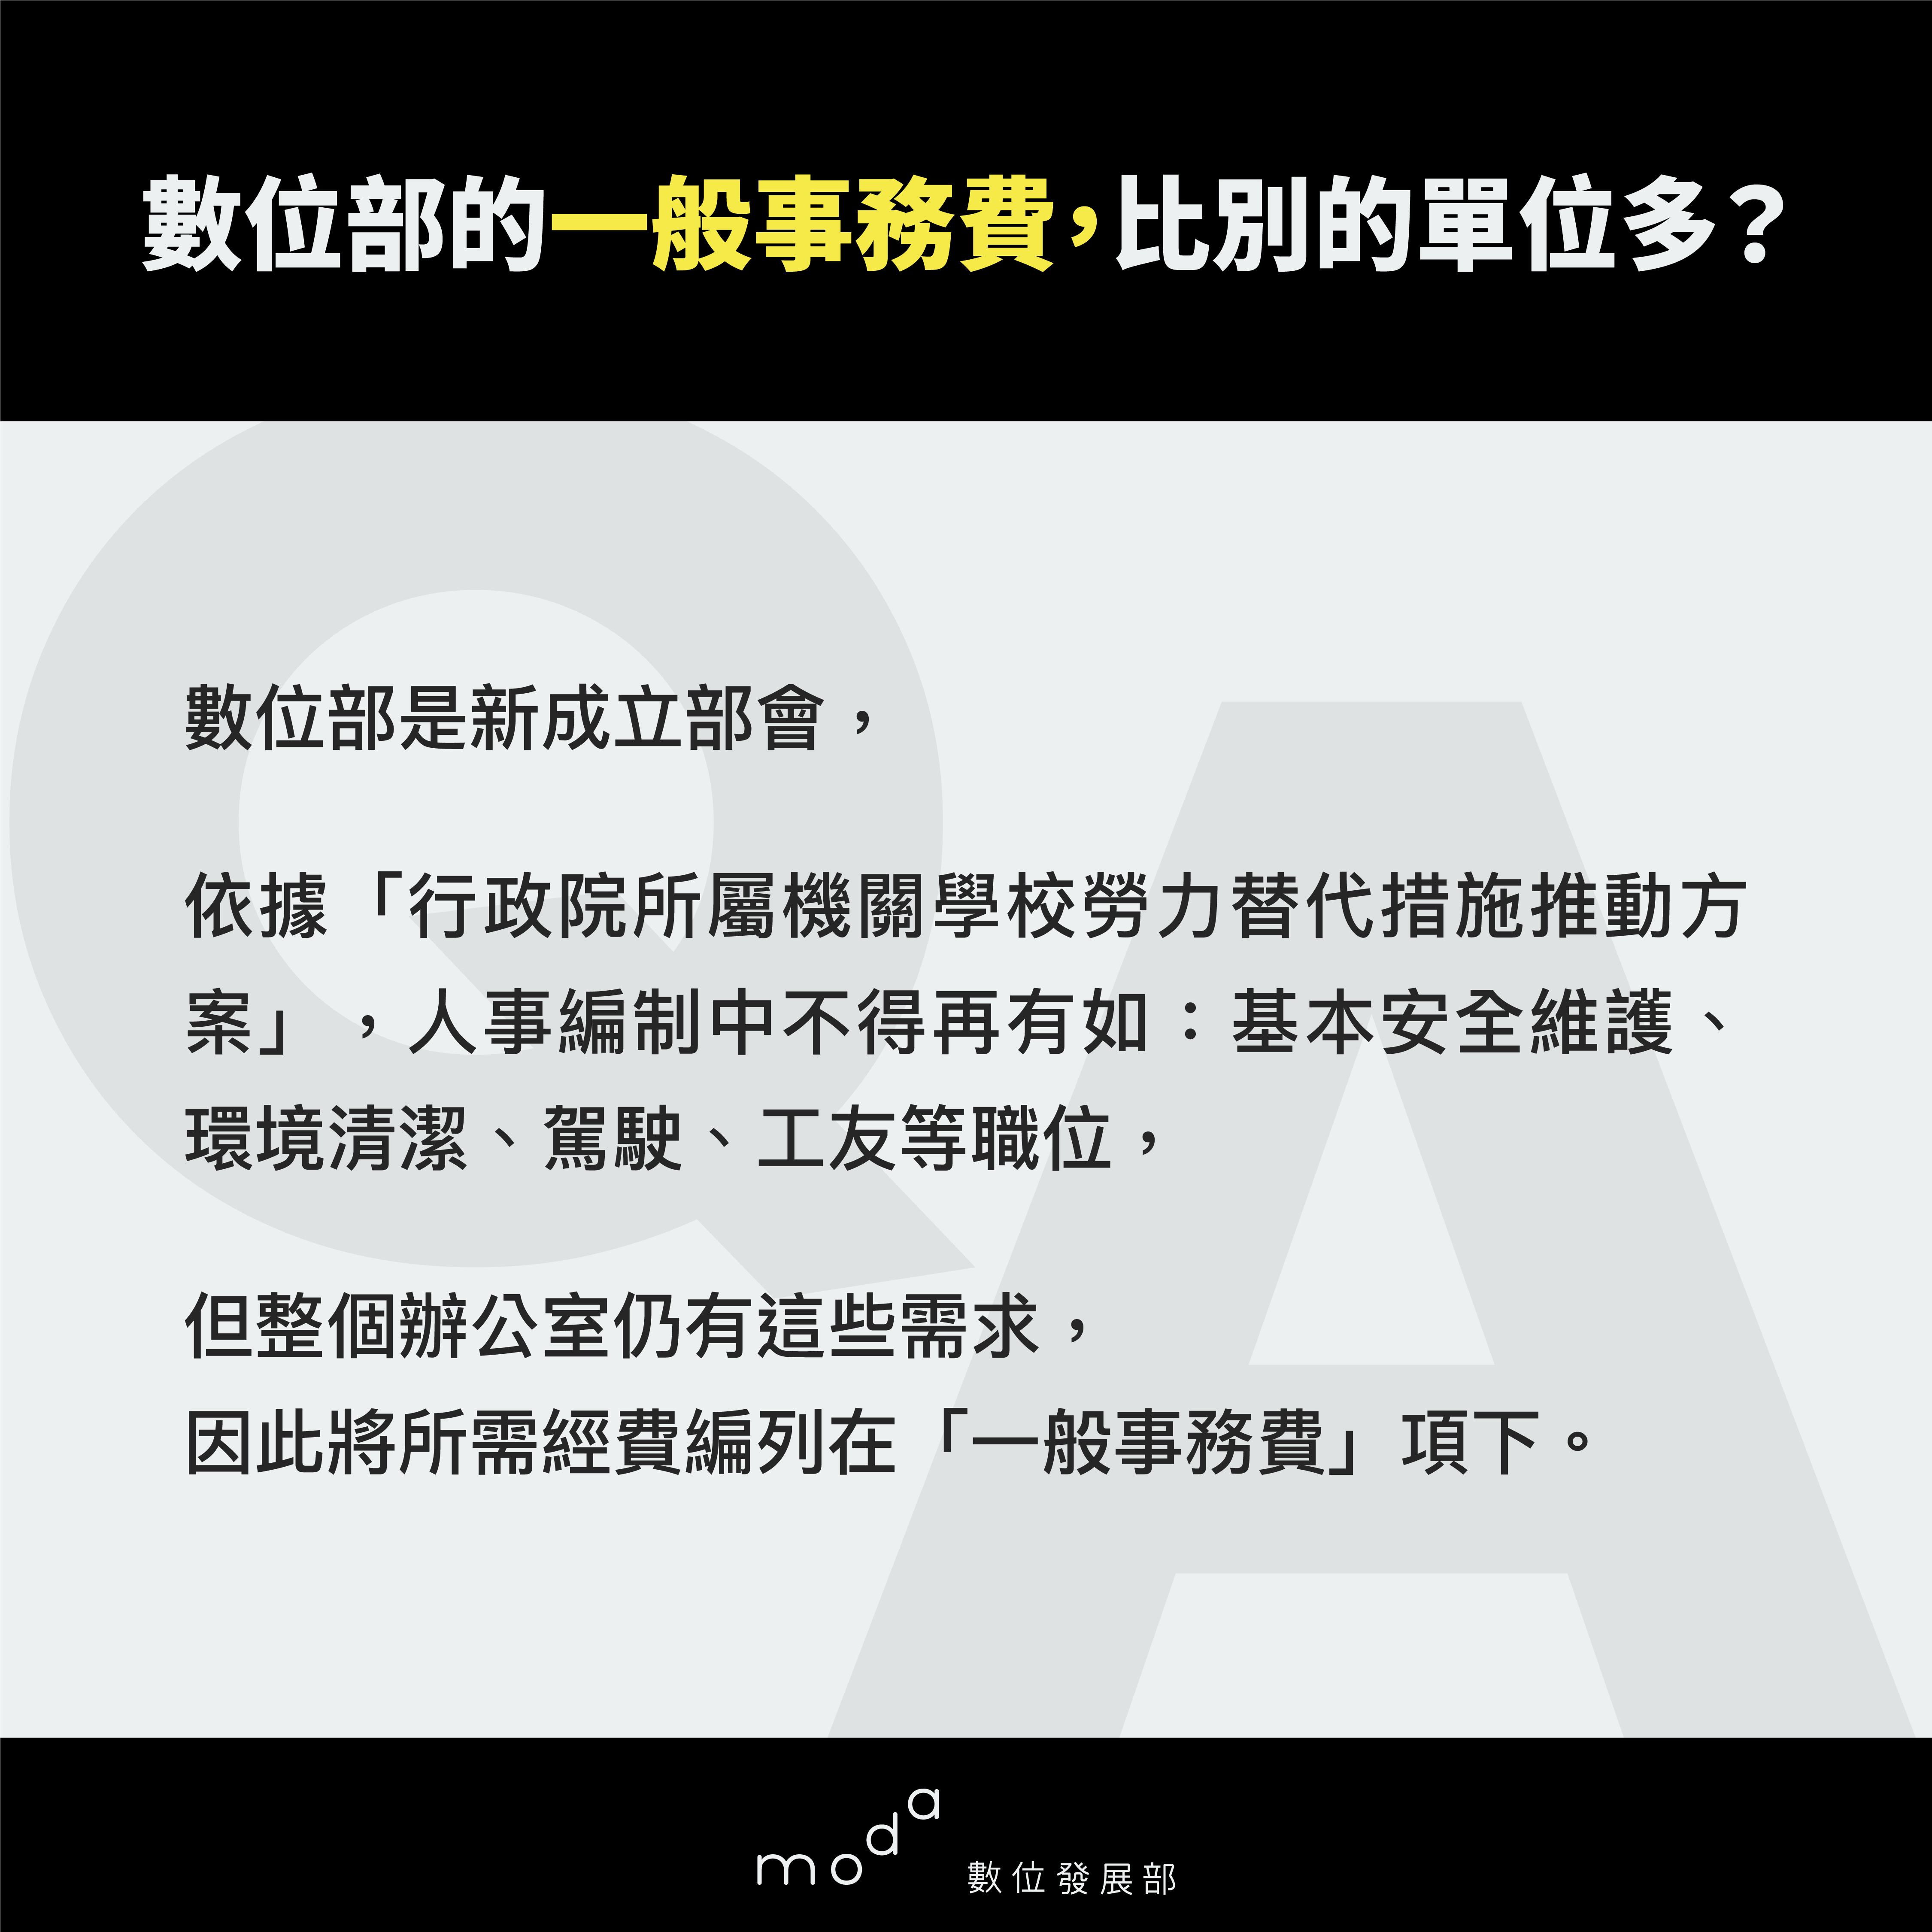 數位部的一般事務費,比別的單位多?
數位部是新成立部會，
依據「行政院所屬機關學校勞力替代措施推動方
案」，人事編制中不得再有如：基本安全維護、
環境清潔、駕駛、工友等職位，
但整個辦公室仍有這些需求，
因此將所需經費編列在「一般事務費」項下。
QA
moda 數位發展部